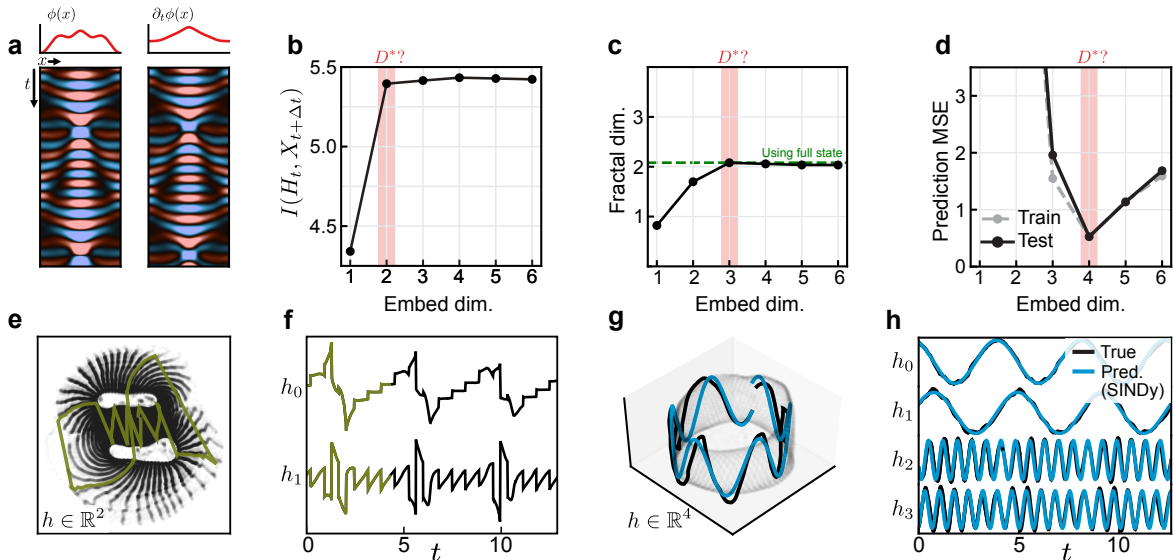 a
ϕ(x)
∂ₜϕ(x)
x
t
b
D*?
I(Hₜ, Xₜ₊Δₜ)
5.5
5.0
4.5
1 2 3 4 5 6
Embed dim.
c
D*?
Fractal dim.
4
3
2
1
Using full state
1 2 3 4 5 6
Embed dim.
d
D*?
Prediction MSE
3
2
1
0
Train
Test
1 2 3 4 5 6
Embed dim.
e
h ∈ ℝ²
f
h₀
h₁
0 5 10
t
g
h ∈ ℝ⁴
h
True
Pred.
(SINDy)
h₀
h₁
h₂
h₃
0 5 10
t